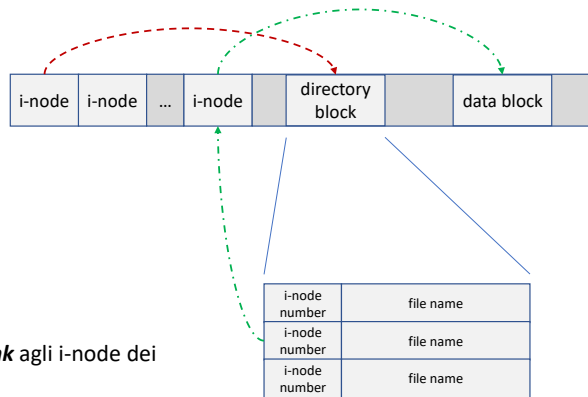 i-node i-node ... i-node directory block data block
i-node number file name
i-node number file name
i-node number file name
agli i-node dei